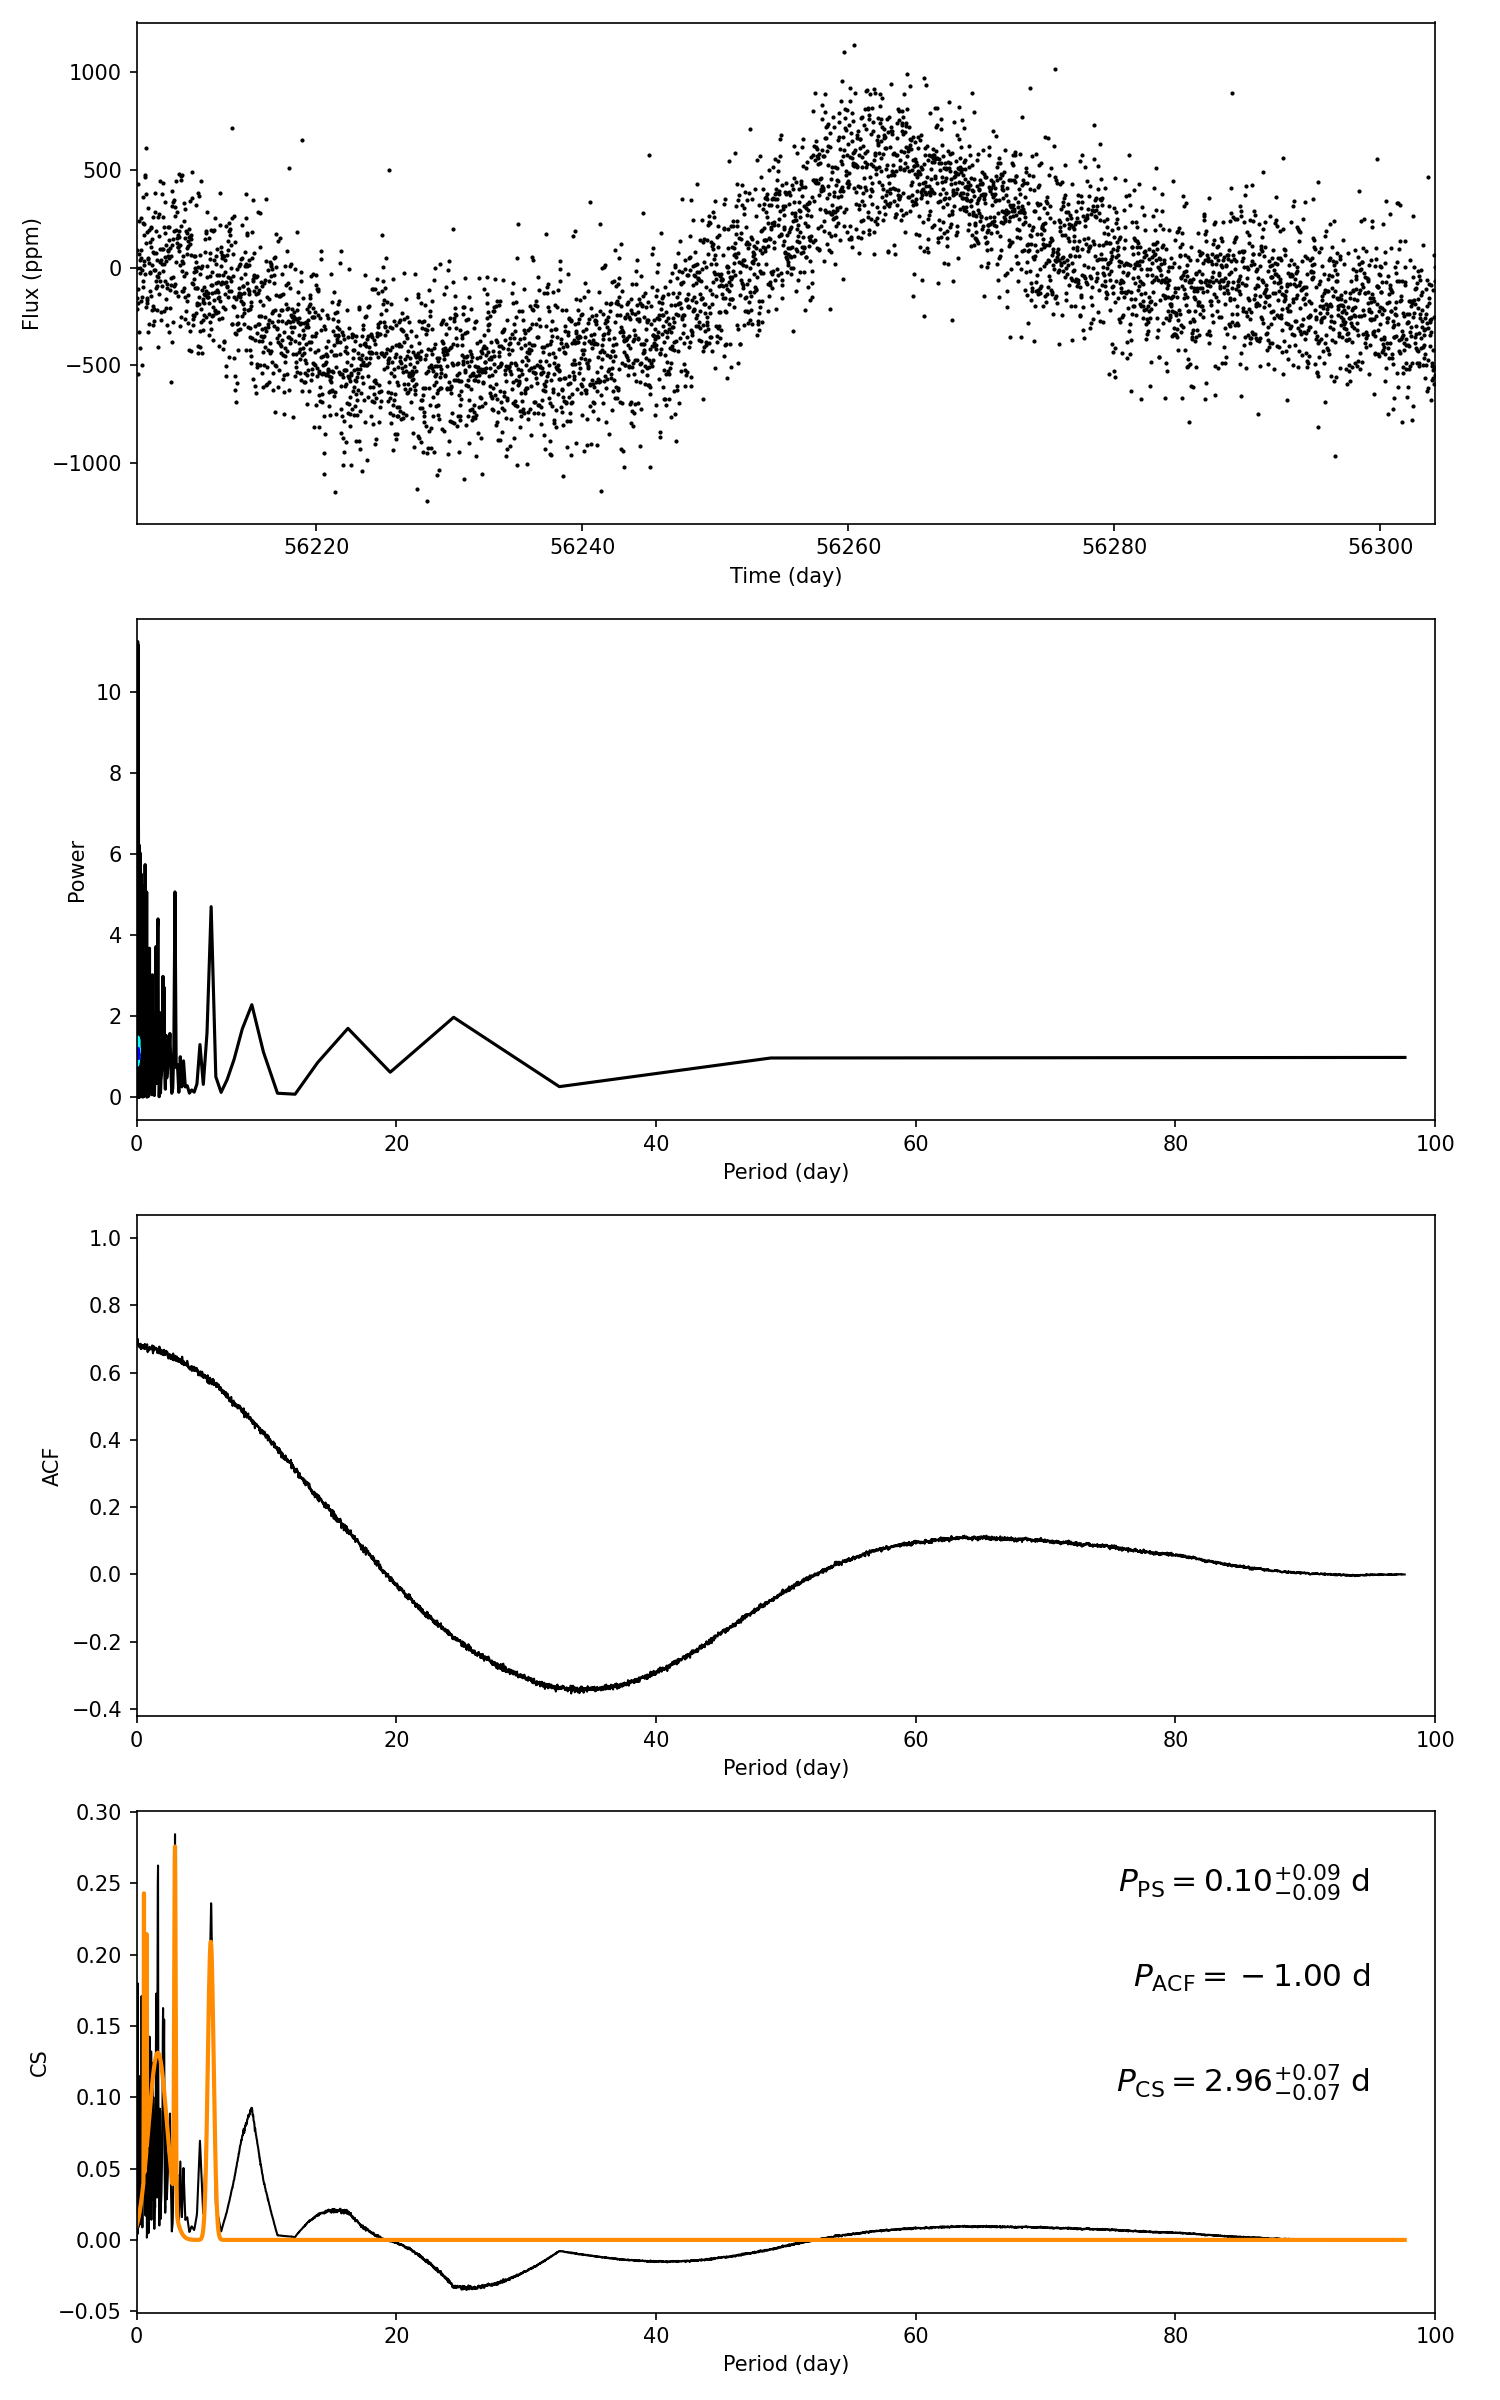 1000
500
0
−500
−1000
Flux (ppm)
56220 56240 56260 56280 56300
Time (day)
10
8
6
4
2
0
Power
0 20 40 60 80 100
Period (day)
1.0
0.8
0.6
0.4
0.2
0.0
−0.2
−0.4
ACF
0 20 40 60 80 100
Period (day)
0.30
0.25
0.20
0.15
0.10
0.05
0.00
−0.05
CS
P_PS = 0.10 +0.09 −0.09 d
P_ACF = −1.00 d
P_CS = 2.96 +0.07 −0.07 d
0 20 40 60 80 100
Period (day)